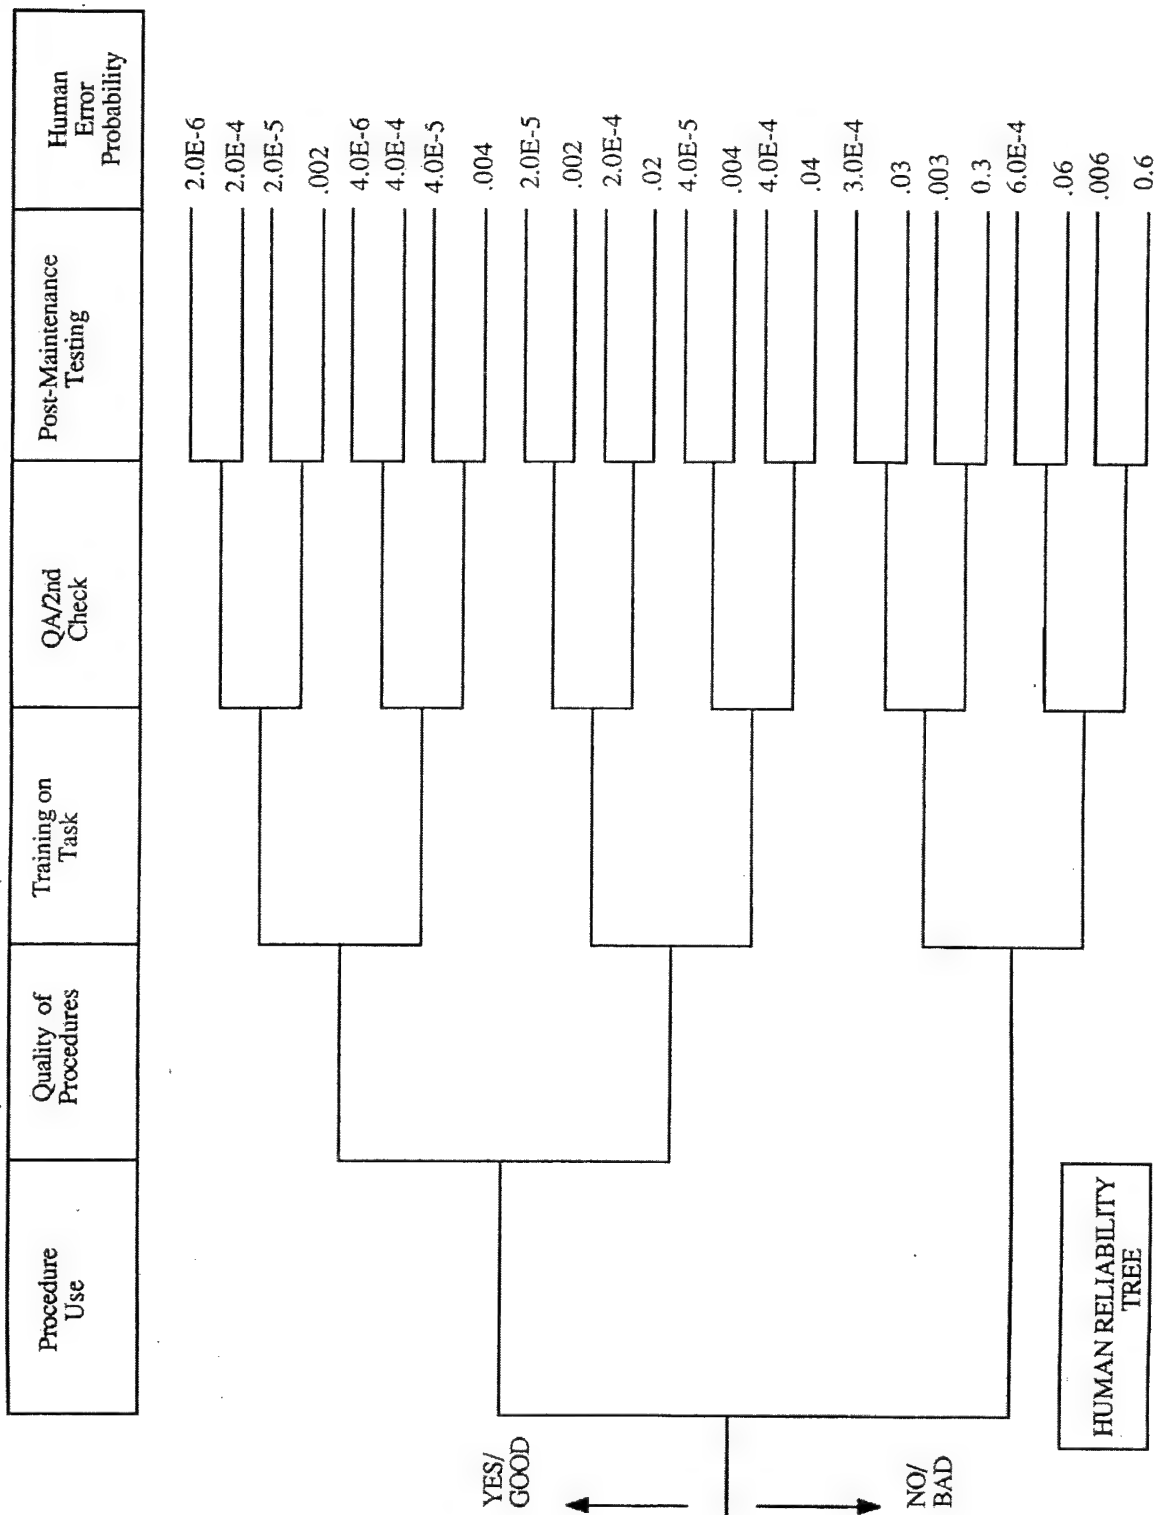 Procedure
Use
Quality of
Procedures
Training on
Task
QA/2nd
Check
Post-Maintenance
Testing
Human
Error
Probability
2.0E-6
2.0E-4
2.0E-5
.002
4.0E-6
4.0E-4
4.0E-5
.004
2.0E-5
.002
2.0E-4
.02
4.0E-5
.004
4.0E-4
.04
3.0E-4
.03
.003
0.3
6.0E-4
.06
.006
0.6
YES/
GOOD
NO/
BAD
HUMAN RELIABILITY
TREE